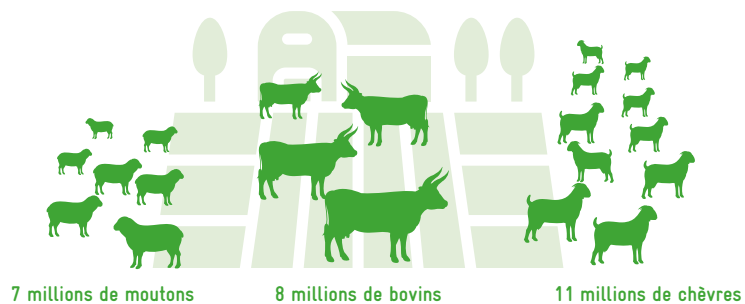 7 millions de moutons
8 millions de bovins
11 millions de chèvres